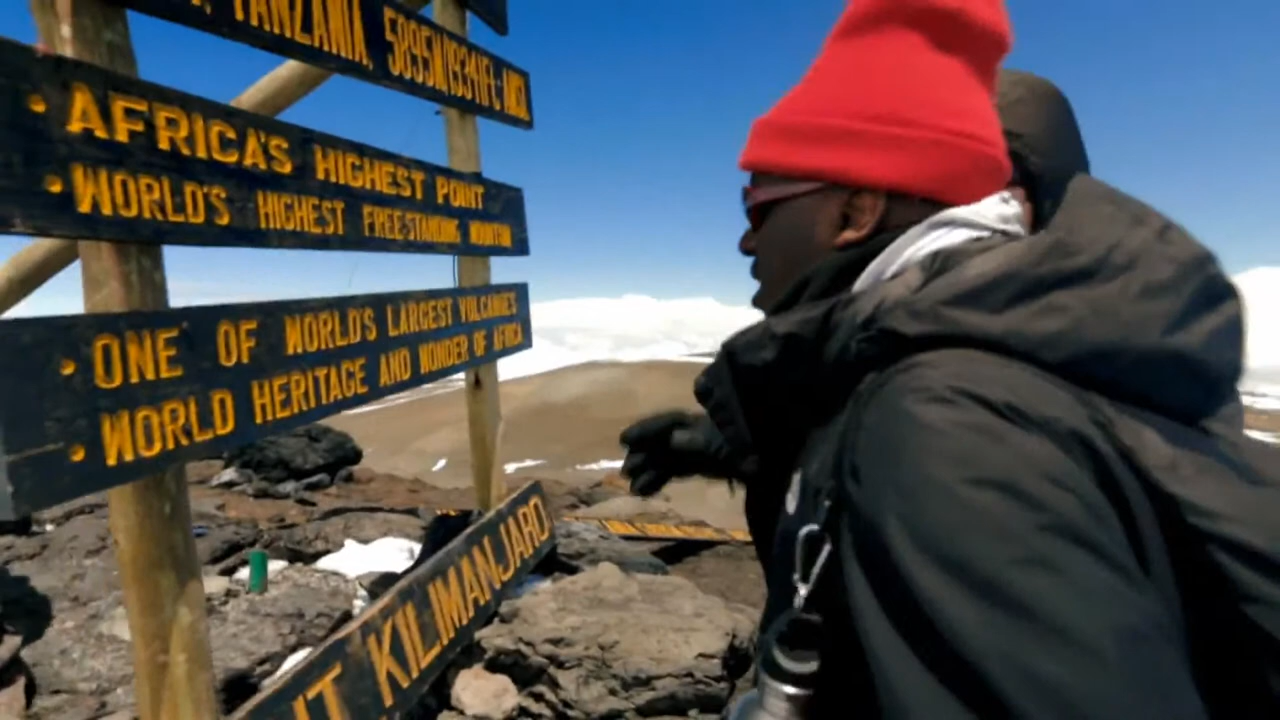 , TANZANIA, 5895M/19341Ft. AMSL
• AFRICA'S HIGHEST POINT
• WORLD'S HIGHEST FREE-STANDING MOUNTAIN
• ONE OF WORLD'S LARGEST VOLCANOES
• WORLD HERITAGE AND WONDER OF AFRICA
NT KILIMANJARO